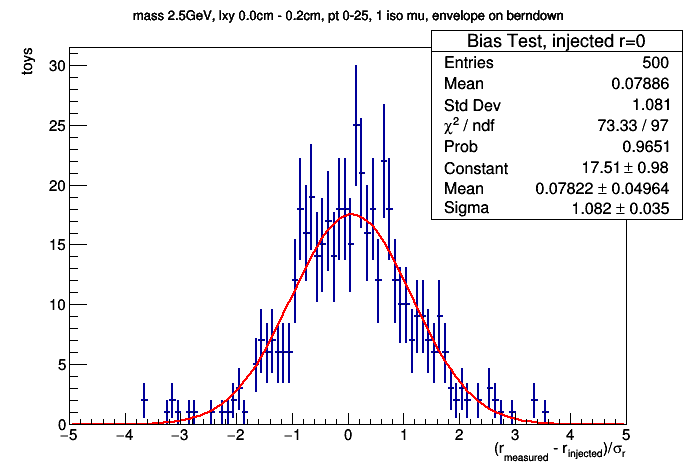 mass 2.5GeV, lxy 0.0cm - 0.2cm, pt 0-25, 1 iso mu, envelope on berndown
Bias Test, injected r=0
Entries 500
Mean 0.07886
Std Dev 1.081
χ² / ndf 73.33 / 97
Prob 0.9651
Constant 17.51 ± 0.98
Mean 0.07822 ± 0.04964
Sigma 1.082 ± 0.035
toys
30
25
20
15
10
5
0
−5 −4 −3 −2 −1 0 1 2 3 4 5
(r_measured - r_injected)/σ_r